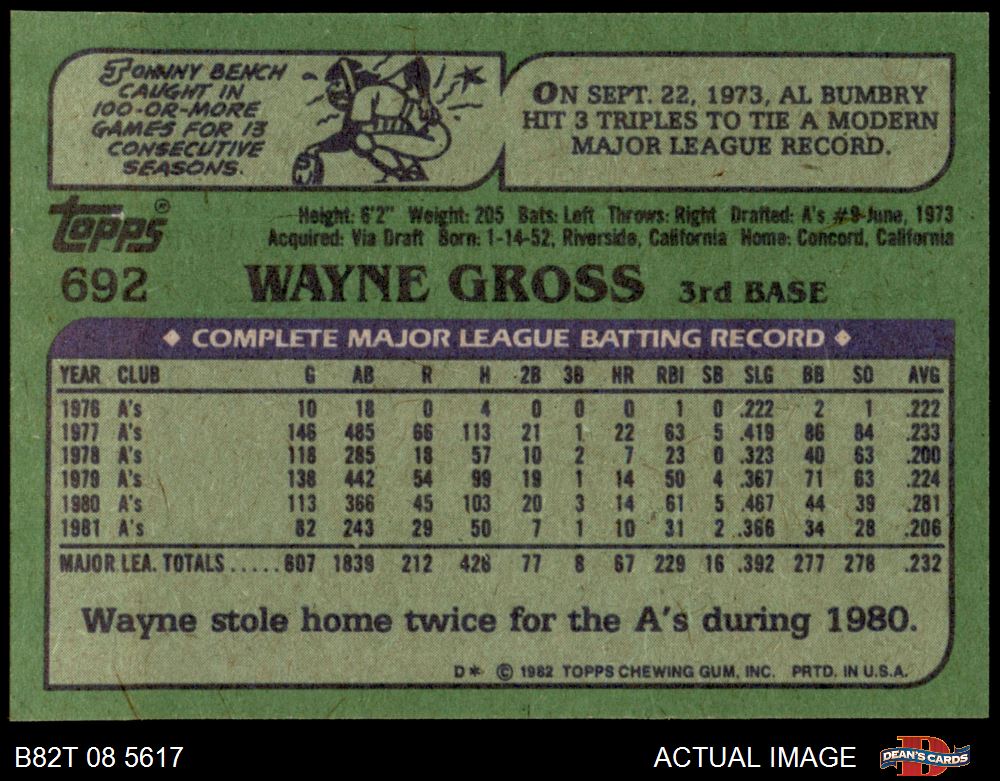 JOHNNY BENCH
CAUGHT IN
100-OR-MORE
GAMES FOR 13
CONSECUTIVE
SEASONS.
ON SEPT. 22, 1973, AL BUMBRY
HIT 3 TRIPLES TO TIE A MODERN
MAJOR LEAGUE RECORD.
Topps®
Height: 6'2" Weight: 205 Bats: Left Throws: Right Drafted: A's #9-June, 1973
Acquired: Via Draft Born: 1-14-52, Riverside, California Home: Concord, California
692 WAYNE GROSS 3rd BASE
◆ COMPLETE MAJOR LEAGUE BATTING RECORD ◆
YEAR CLUB G AB R H 2B 3B HR RBI SB SLG BB SO AVG
1976 A's 10 18 0 4 0 0 0 1 0 .222 2 1 .222
1977 A's 146 485 66 113 21 1 22 63 5 .419 86 84 .233
1978 A's 118 285 18 57 10 2 7 23 0 .323 40 63 .200
1979 A's 138 442 54 99 19 1 14 50 4 .367 71 63 .224
1980 A's 113 366 45 103 20 3 14 61 5 .467 44 39 .281
1981 A's 82 243 29 50 7 1 10 31 2 .366 34 28 .206
MAJOR LEA. TOTALS.....607 1839 212 426 77 8 67 229 16 .392 277 278 .232
Wayne stole home twice for the A's during 1980.
D* © 1982 TOPPS CHEWING GUM, INC. PRTD. IN U.S.A.
B82T 08 5617 ACTUAL IMAGE DEAN'S CARDS